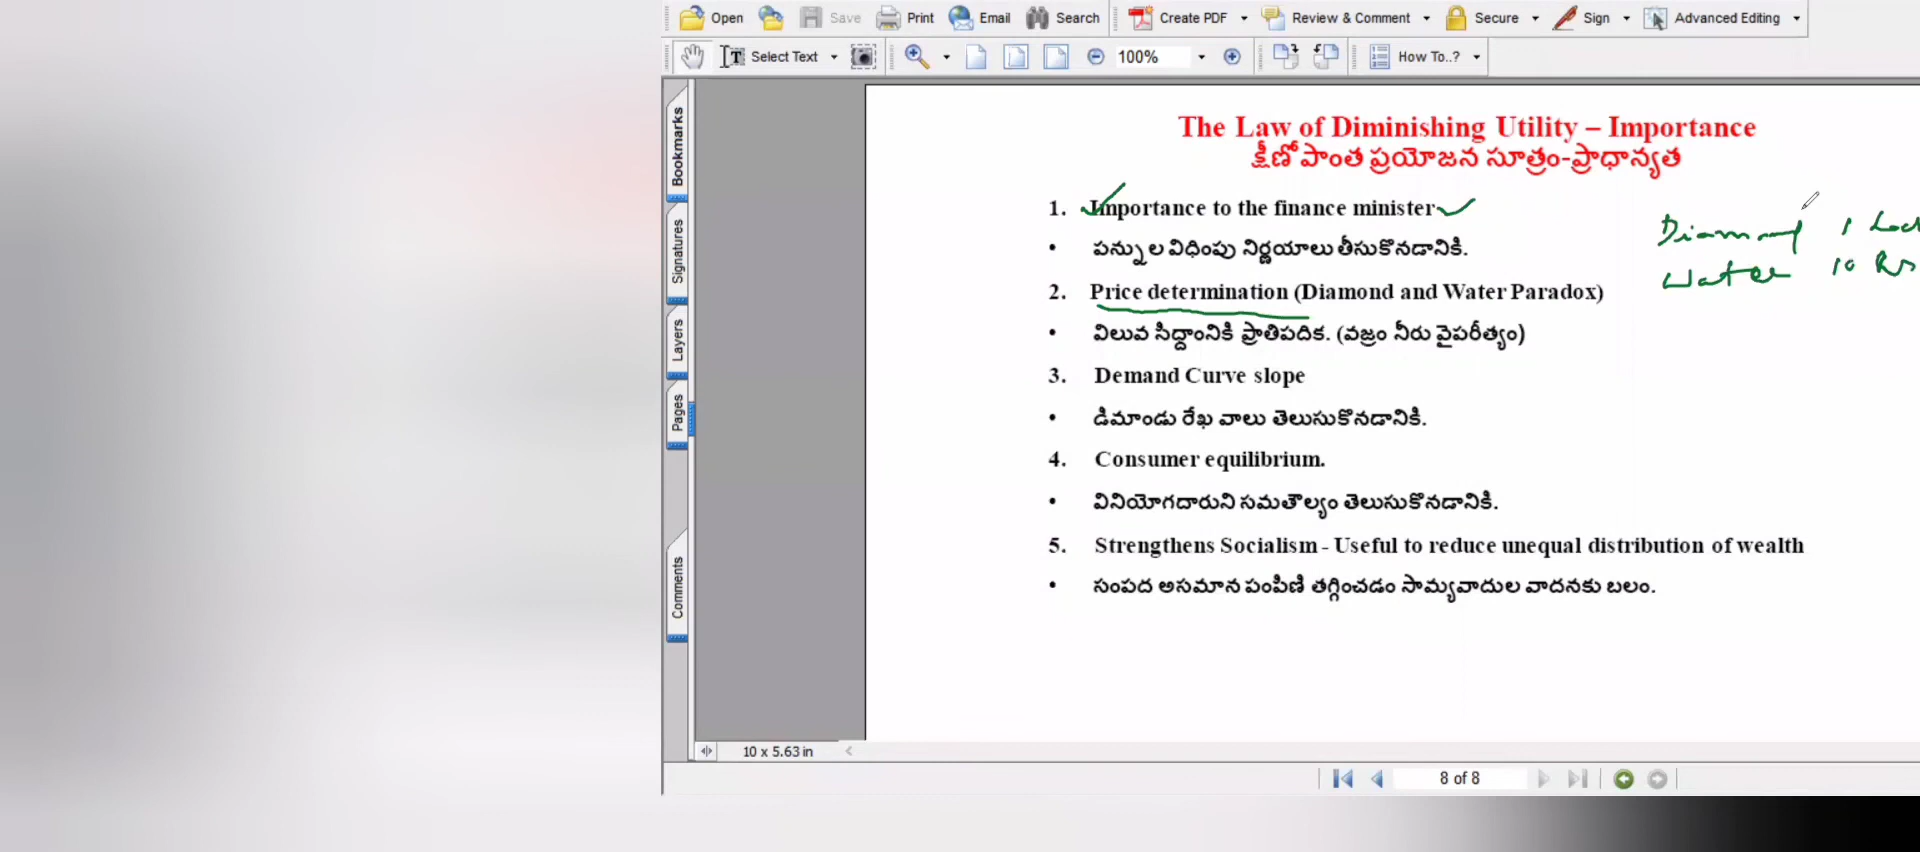 Open Save Print Email Search Create PDF Review & Comment Secure Sign Advanced Editing
Select Text 100% How To..?
Bookmarks
Signatures
Layers
Pages
Comments
The Law of Diminishing Utility – Importance
క్షీణోపాంత ప్రయోజన సూత్రం-ప్రాధాన్యత
1. Importance to the finance minister
• పన్నుల విధింపు నిర్ణయాలు తీసుకొనడానికి.
Diamond 1 Lac
Water 10 Rs
2. Price determination (Diamond and Water Paradox)
• విలువ సిద్దాంనికి ప్రాతిపదిక. (వజ్రం నీరు వైపరీత్యం)
3. Demand Curve slope
• డిమాండు రేఖ వాలు తెలుసుకొనడానికి.
4. Consumer equilibrium.
• వినియోగదారుని సమతౌల్యం తెలుసుకొనడానికి.
5. Strengthens Socialism - Useful to reduce unequal distribution of wealth
• సంపద అసమాన పంపిణి తగ్గించడం సామ్యవాదుల వాదనకు బలం.
10 x 5.63 in
8 of 8